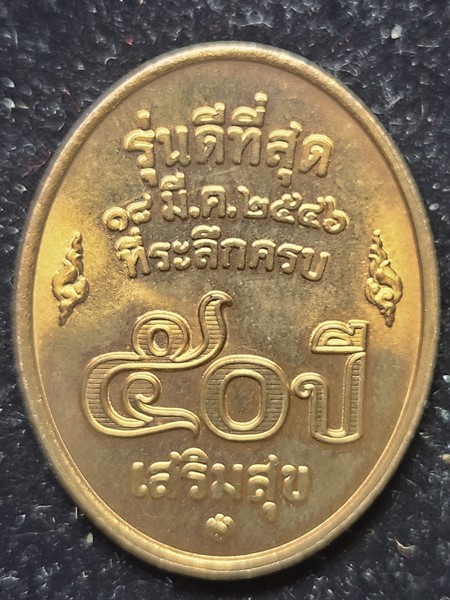 รุ่นดีที่สุด
๑๘ มี.ค.๒๕๔๖
ที่ระลึกครบ
๕๐ปี
เสริมสุข